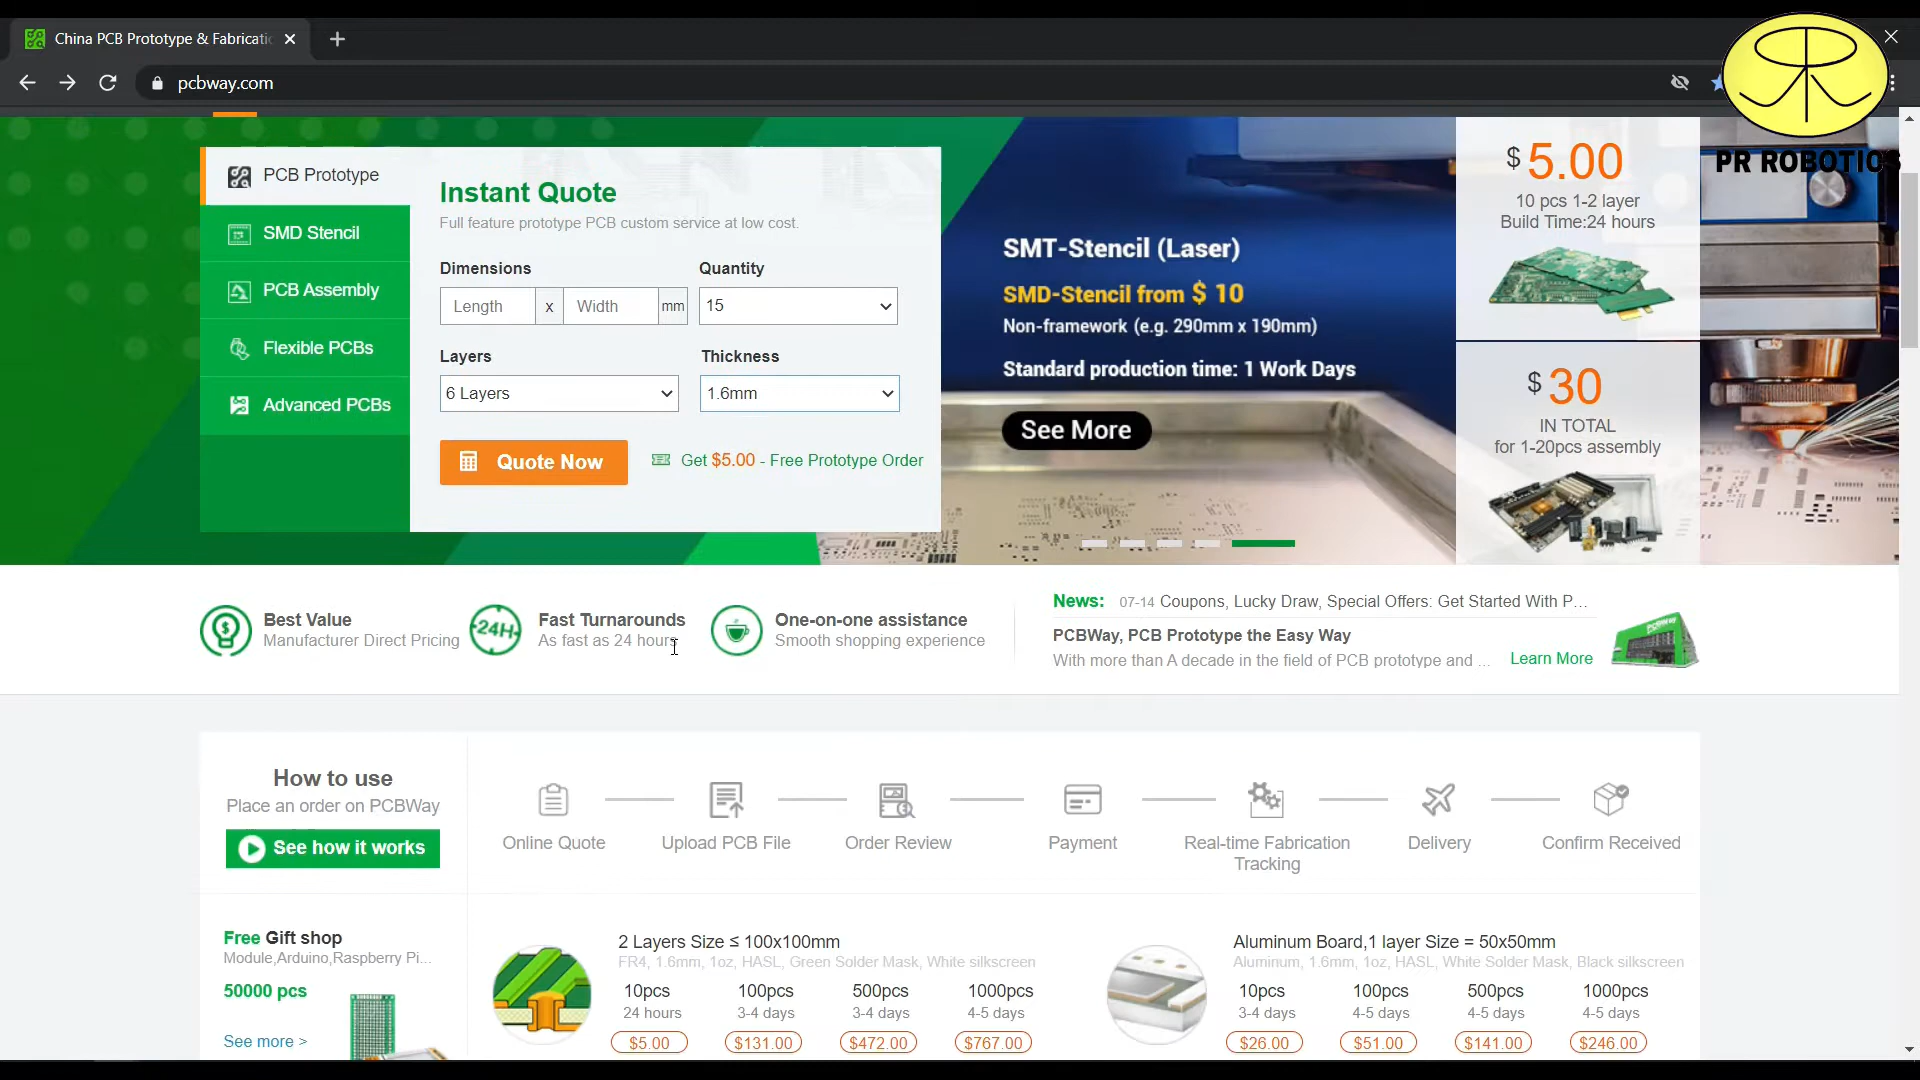 China PCB Prototype & Fabricati
pcbway.com
PR ROBOTICS
PCB Prototype
SMD Stencil
PCB Assembly
Flexible PCBs
Advanced PCBs
Instant Quote
Full feature prototype PCB custom service at low cost.
Dimensions
Quantity
Length x Width mm
15
Layers
Thickness
6 Layers
1.6mm
Quote Now
Get $5.00 - Free Prototype Order
SMT-Stencil (Laser)
SMD-Stencil from $ 10
Non-framework (e.g. 290mm x 190mm)
Standard production time: 1 Work Days
See More
$ 5.00
10 pcs 1-2 layer
Build Time:24 hours
$ 30
IN TOTAL
for 1-20pcs assembly
Best Value
Manufacturer Direct Pricing
24H
Fast Turnarounds
As fast as 24 hours
One-on-one assistance
Smooth shopping experience
News: 07-14 Coupons, Lucky Draw, Special Offers: Get Started With P...
PCBWay, PCB Prototype the Easy Way
With more than A decade in the field of PCB prototype and ... Learn More
How to use
Place an order on PCBWay
See how it works
Online Quote
Upload PCB File
Order Review
Payment
Real-time Fabrication
Tracking
Delivery
Confirm Received
Free Gift shop
Module,Arduino,Raspberry Pi...
50000 pcs
See more >
2 Layers Size ≤ 100x100mm
FR4, 1.6mm, 1oz, HASL, Green Solder Mask, White silkscreen
10pcs 100pcs 500pcs 1000pcs
24 hours 3-4 days 3-4 days 4-5 days
$5.00 $131.00 $472.00 $767.00
Aluminum Board,1 layer Size = 50x50mm
Aluminum, 1.6mm, 1oz, HASL, White Solder Mask, Black silkscreen
10pcs 100pcs 500pcs 1000pcs
3-4 days 4-5 days 4-5 days 4-5 days
$26.00 $51.00 $141.00 $246.00